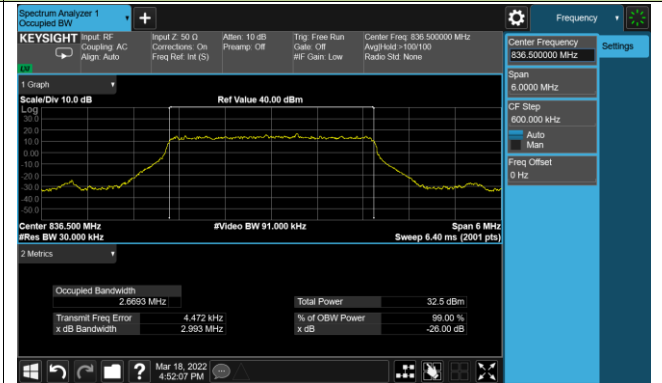 Spectrum Analyzer 1
Occupied BW
+
Frequency
KEYSIGHT
Input: RF
Coupling: AC
Align: Auto
Input Z: 50 Ω
Corrections: On
Freq Ref: Int (S)
Atten: 10 dB
Preamp: Off
Trig: Free Run
Gate: Off
#IF Gain: Low
Center Freq: 836.500000 MHz
Avg|Hold:>100/100
Radio Std: None
Center Frequency
836.500000 MHz
Settings
Span
6.0000 MHz
CF Step
600.000 kHz
Auto
Man
Freq Offset
0 Hz
1 Graph
Scale/Div 10.0 dB
Ref Value 40.00 dBm
Log
30.0
20.0
10.0
0.00
-10.0
-20.0
-30.0
-40.0
-50.0
Center 836.500 MHz
#Video BW 91.000 kHz
Span 6 MHz
#Res BW 30.000 kHz
Sweep 6.40 ms (2001 pts)
2 Metrics
Occupied Bandwidth
2.6693 MHz
Total Power 32.5 dBm
Transmit Freq Error 4.472 kHz
% of OBW Power 99.00 %
x dB Bandwidth 2.993 MHz
x dB -26.00 dB
?
Mar 18, 2022
4:52:07 PM